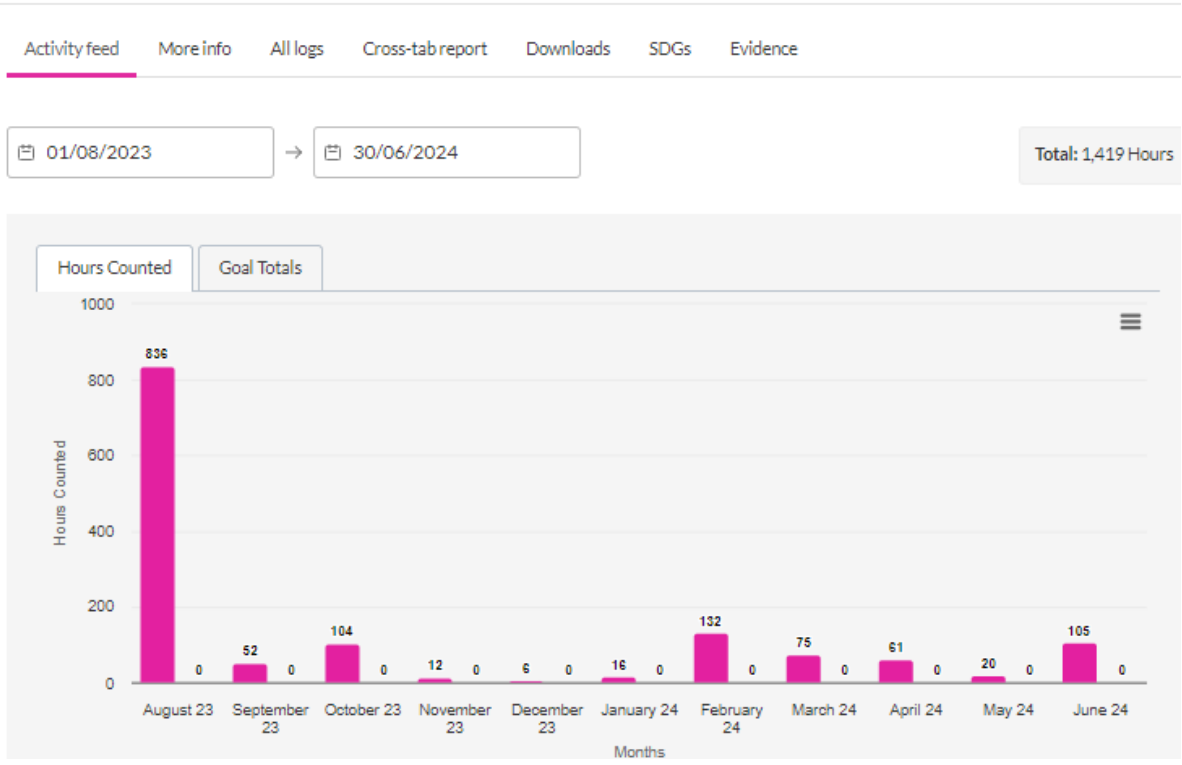 Activity feed More info All logs Cross-tab report Downloads SDGs Evidence
01/08/2023 → 30/06/2024 Total: 1,419 Hours
Hours Counted Goal Totals
1000
800
600
400
200
0
Hours Counted
836 0 52 0 104 0 12 0 6 0 16 0 132 0 75 0 61 0 20 0 105 0
August 23 September 23 October 23 November 23 December 23 January 24 February 24 March 24 April 24 May 24 June 24
Months